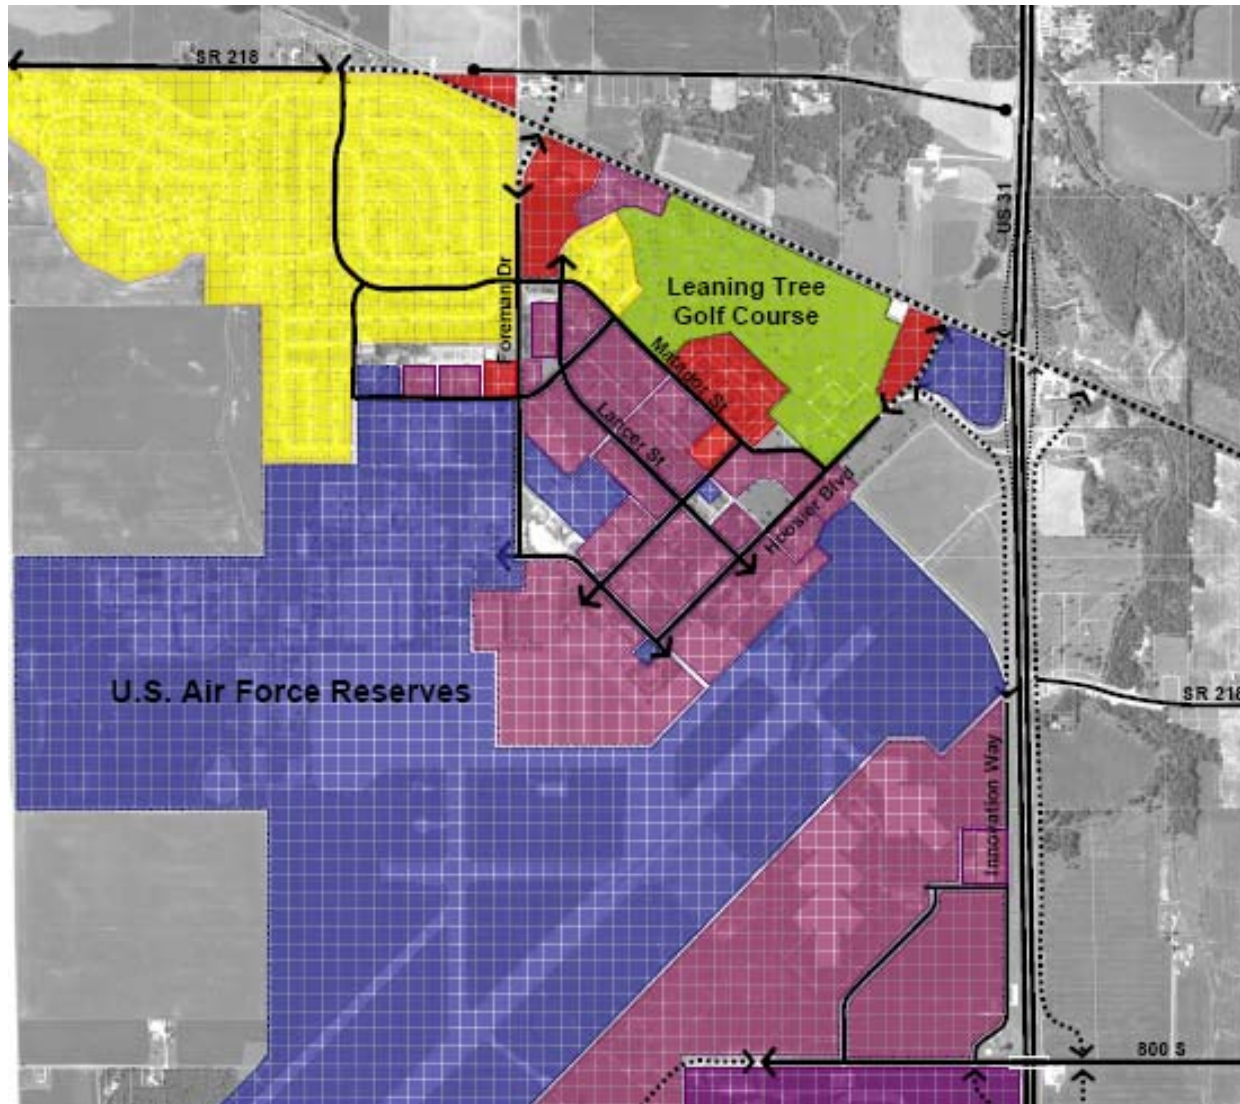 SR 218
US 31
Foreman Dr
Leaning Tree
Golf Course
Matador St
Lancer St
Hoosier Blvd
U.S. Air Force Reserves
SR 218
Innovation Way
800 S